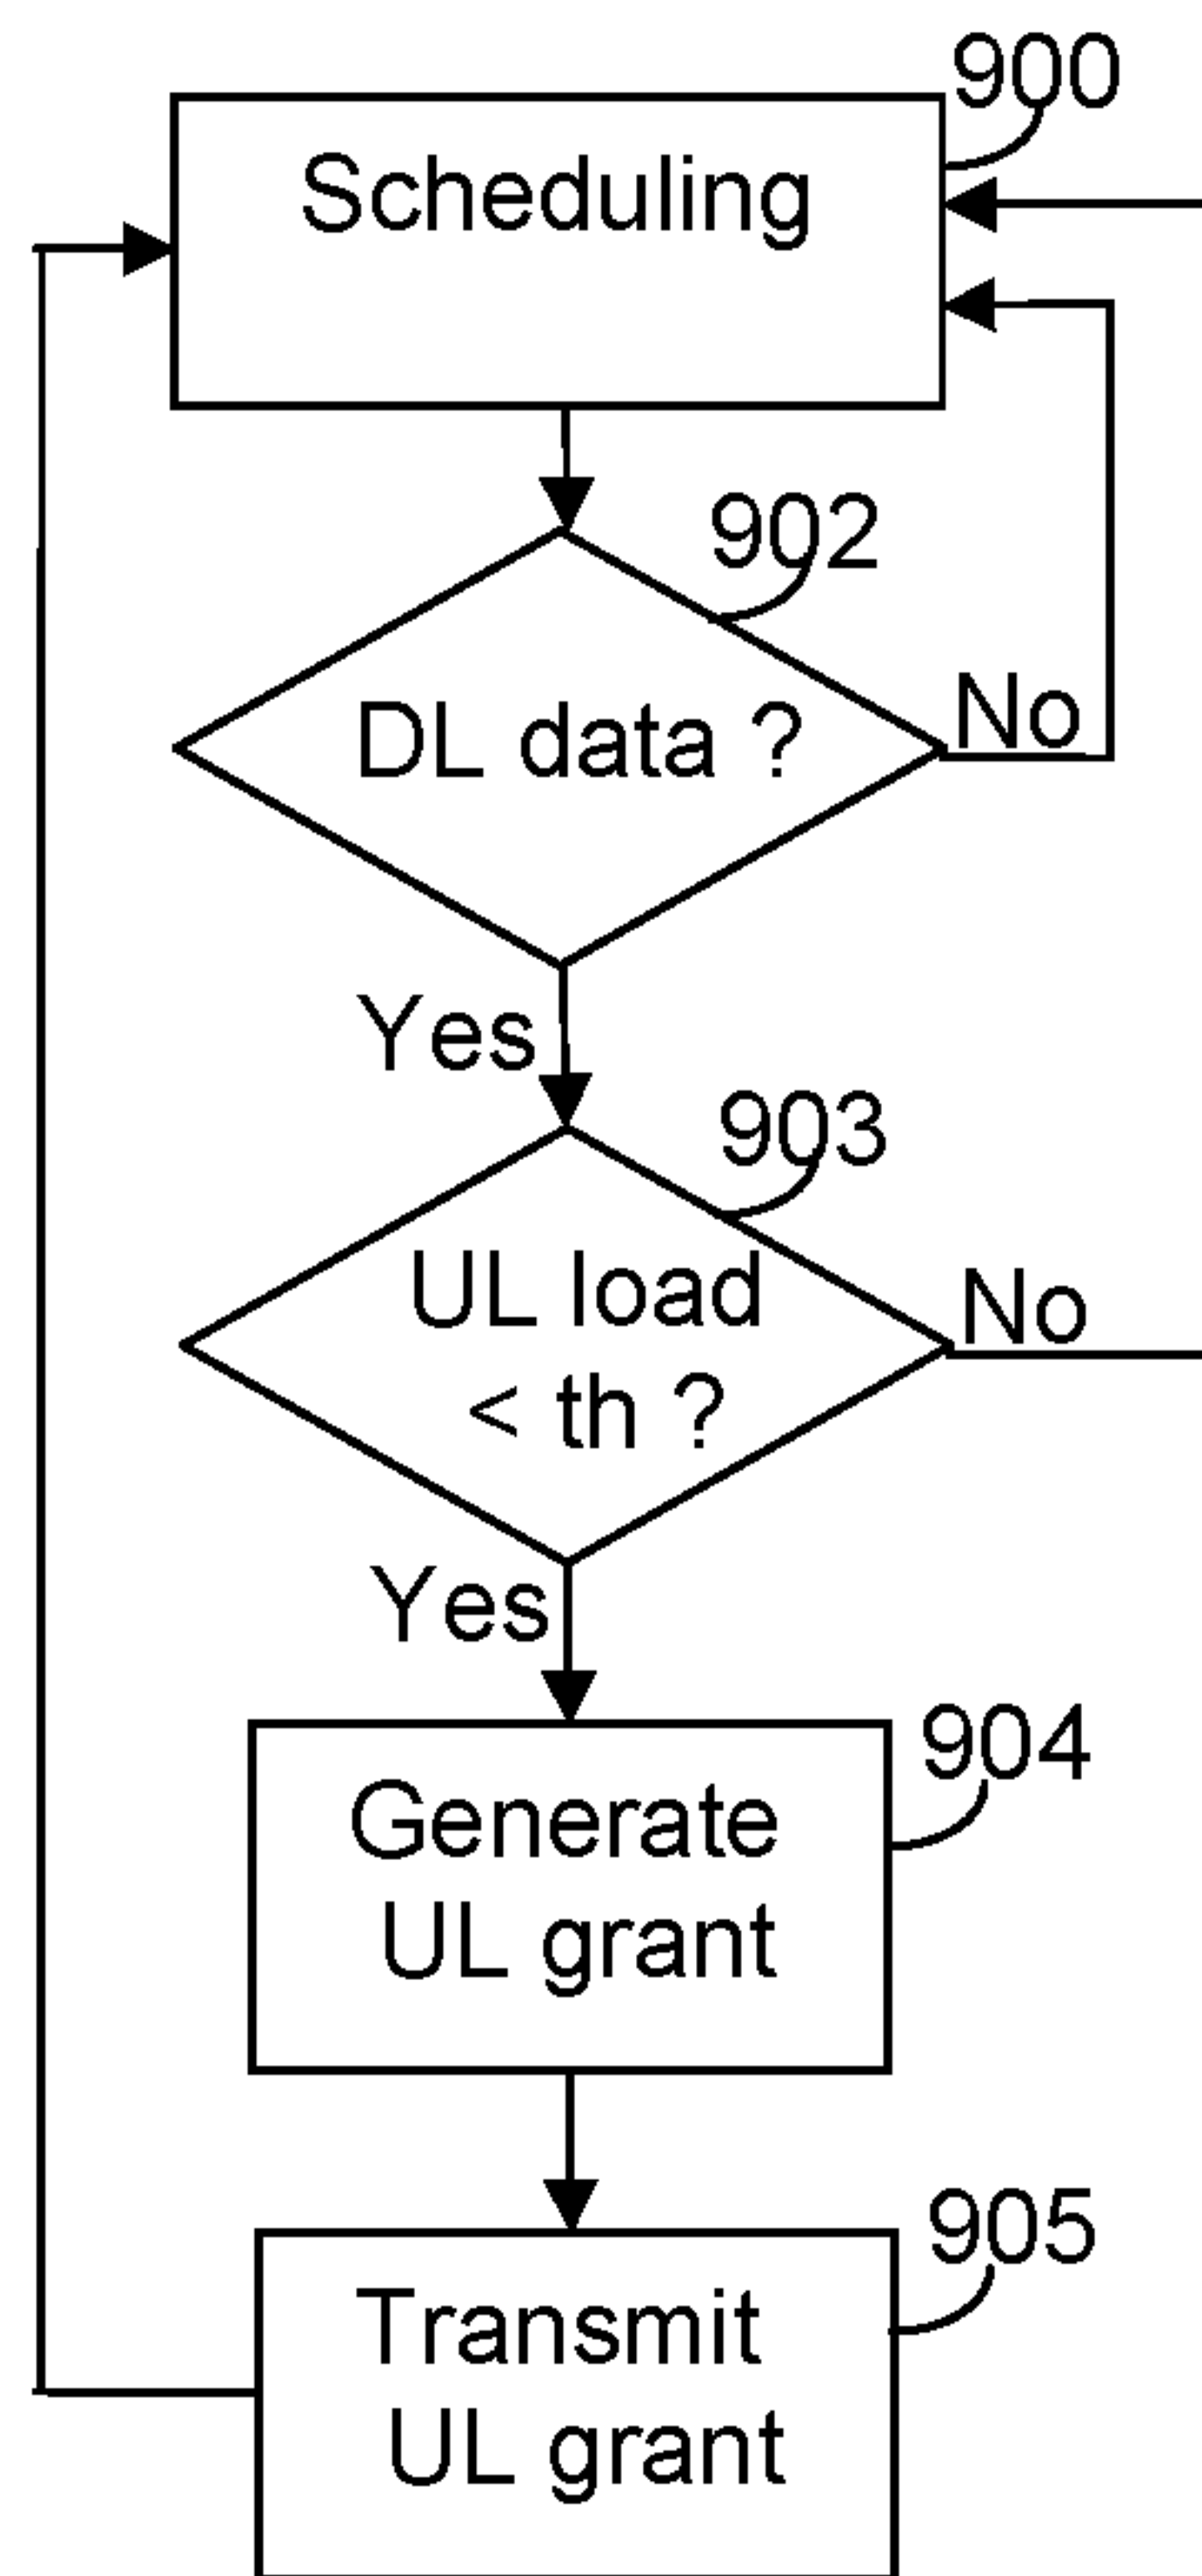 900
Scheduling
902
DL data ?
No
Yes
903
UL load
< th ?
No
Yes
904
Generate
UL grant
905
Transmit
UL grant